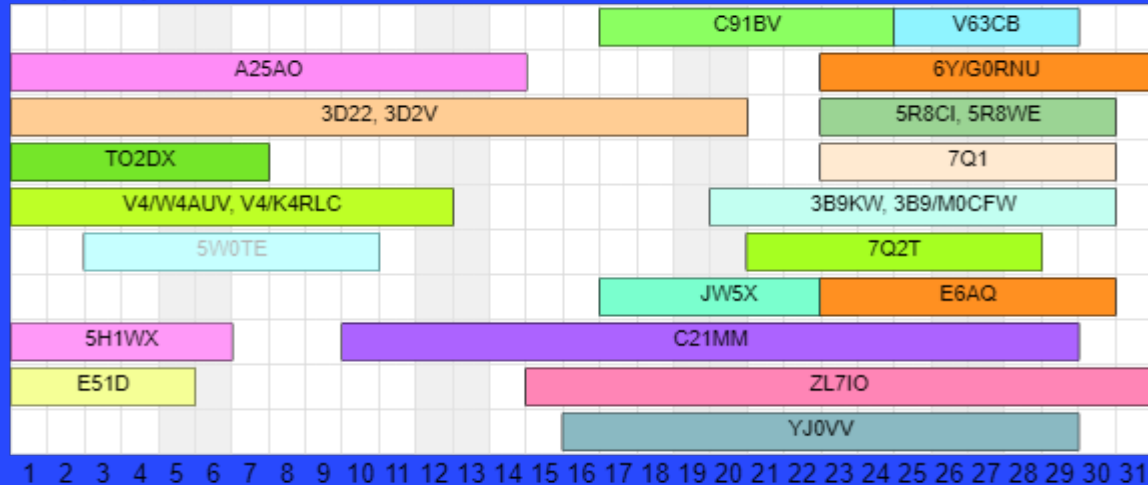 C91BV V63CB
A25AO 6Y/G0RNU
3D22, 3D2V 5R8CI, 5R8WE
TO2DX 7Q1
V4/W4AUV, V4/K4RLC 3B9KW, 3B9/M0CFW
5W0TE 7Q2T
JW5X E6AQ
5H1WX C21MM
E51D ZL7IO
YJ0VV
1 2 3 4 5 6 7 8 9 10 11 12 13 14 15 16 17 18 19 20 21 22 23 24 25 26 27 28 29 30 31